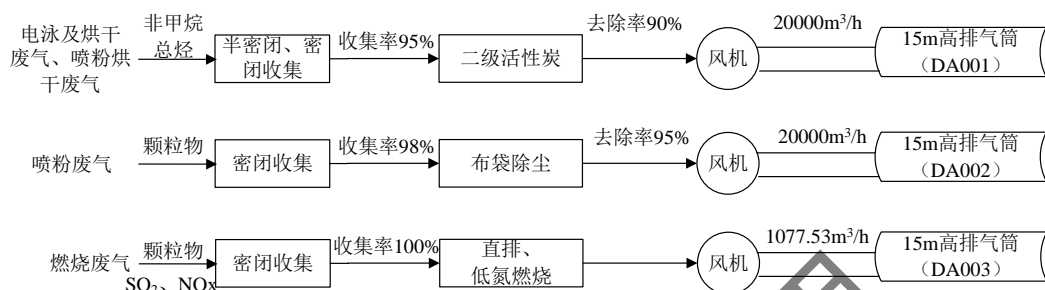 电泳及烘干
废气、喷粉烘
干废气
非甲烷
总烃
半密闭、密
闭收集
收集率95%
二级活性炭
去除率90%
风机
20000m³/h
15m高排气筒
（DA001）
喷粉废气
颗粒物
密闭收集
收集率98%
布袋除尘
去除率95%
风机
20000m³/h
15m高排气筒
（DA002）
燃烧废气
颗粒物
SO₂、NOx
密闭收集
收集率100%
直排、
低氮燃烧
风机
1077.53m³/h
15m高排气筒
（DA003）